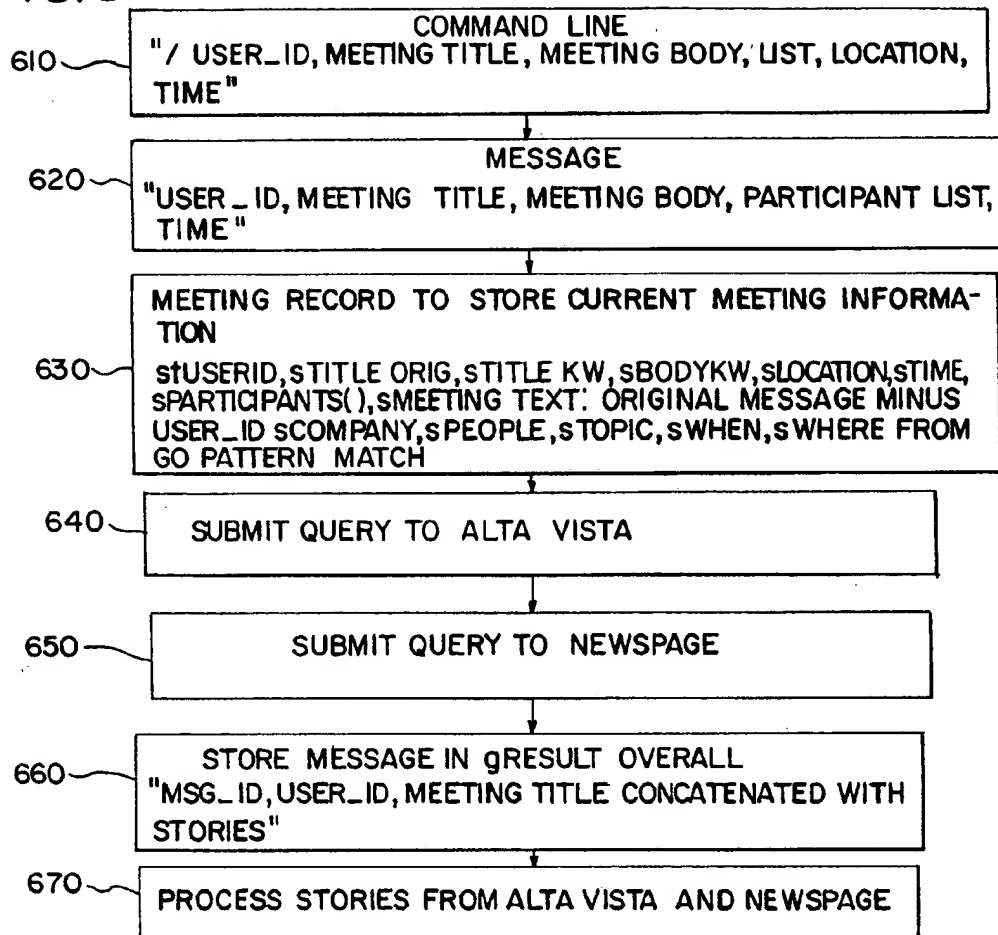 610
COMMAND LINE
"/ USER_ID, MEETING TITLE, MEETING BODY, LIST, LOCATION,
TIME"
620
MESSAGE
"USER_ID, MEETING TITLE, MEETING BODY, PARTICIPANT LIST,
TIME"
630
MEETING RECORD TO STORE CURRENT MEETING INFORMA-
TION
stUSERID, sTITLE ORIG, sTITLE KW, sBODYKW, sLOCATION, sTIME,
sPARTICIPANTS(), sMEETING TEXT: ORIGINAL MESSAGE MINUS
USER_ID sCOMPANY, sPEOPLE, sTOPIC, sWHEN, sWHERE FROM
GO PATTERN MATCH
640
SUBMIT QUERY TO ALTA VISTA
650
SUBMIT QUERY TO NEWSPAGE
660
STORE MESSAGE IN gRESULT OVERALL
"MSG_ID, USER_ID, MEETING TITLE CONCATENATED WITH
STORIES"
670
PROCESS STORIES FROM ALTA VISTA AND NEWSPAGE